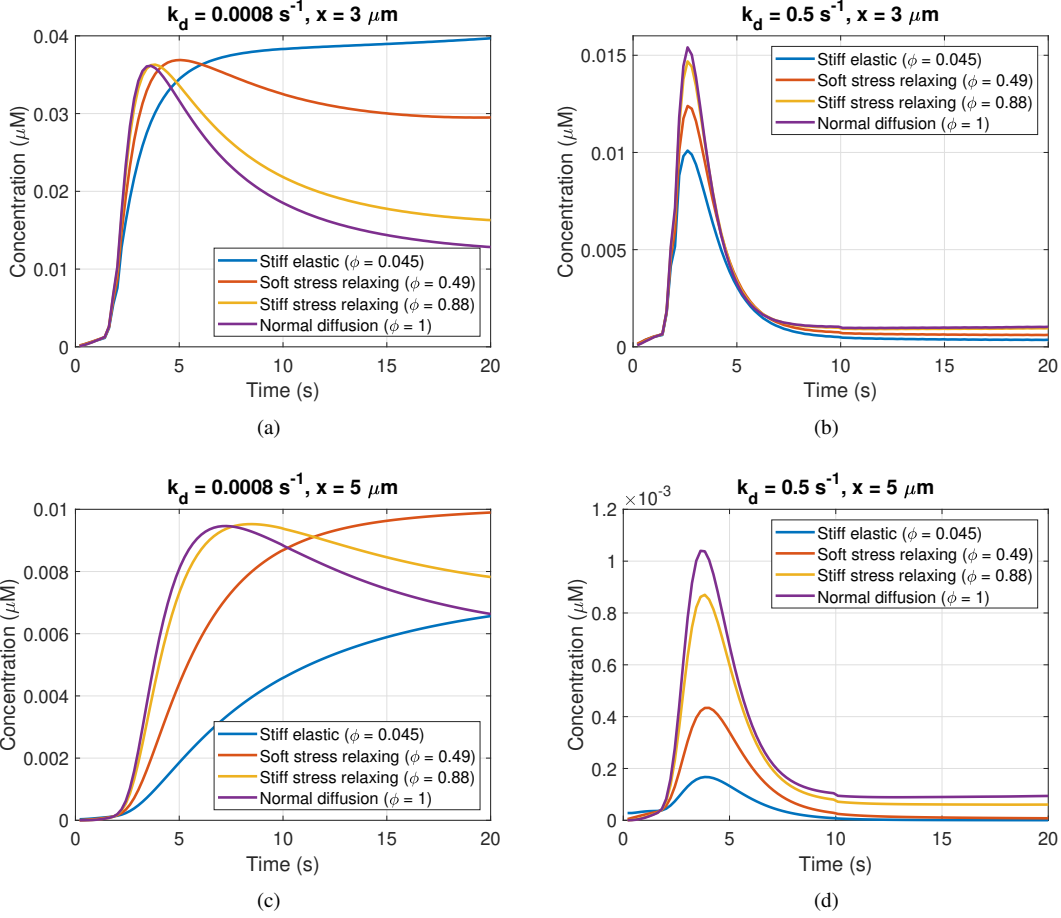 k_d = 0.0008 s^-1, x = 3 μm
Concentration (μM)
0.04
0.03
0.02
0.01
0
Stiff elastic (ϕ = 0.045)
Soft stress relaxing (ϕ = 0.49)
Stiff stress relaxing (ϕ = 0.88)
Normal diffusion (ϕ = 1)
0 5 10 15 20
Time (s)
(a)
k_d = 0.5 s^-1, x = 3 μm
Concentration (μM)
0.015
0.01
0.005
0
Stiff elastic (ϕ = 0.045)
Soft stress relaxing (ϕ = 0.49)
Stiff stress relaxing (ϕ = 0.88)
Normal diffusion (ϕ = 1)
0 5 10 15 20
Time (s)
(b)
k_d = 0.0008 s^-1, x = 5 μm
Concentration (μM)
0.01
0.008
0.006
0.004
0.002
0
Stiff elastic (ϕ = 0.045)
Soft stress relaxing (ϕ = 0.49)
Stiff stress relaxing (ϕ = 0.88)
Normal diffusion (ϕ = 1)
0 5 10 15 20
Time (s)
(c)
k_d = 0.5 s^-1, x = 5 μm
×10^-3
Concentration (μM)
1.2
1
0.8
0.6
0.4
0.2
0
Stiff elastic (ϕ = 0.045)
Soft stress relaxing (ϕ = 0.49)
Stiff stress relaxing (ϕ = 0.88)
Normal diffusion (ϕ = 1)
0 5 10 15 20
Time (s)
(d)